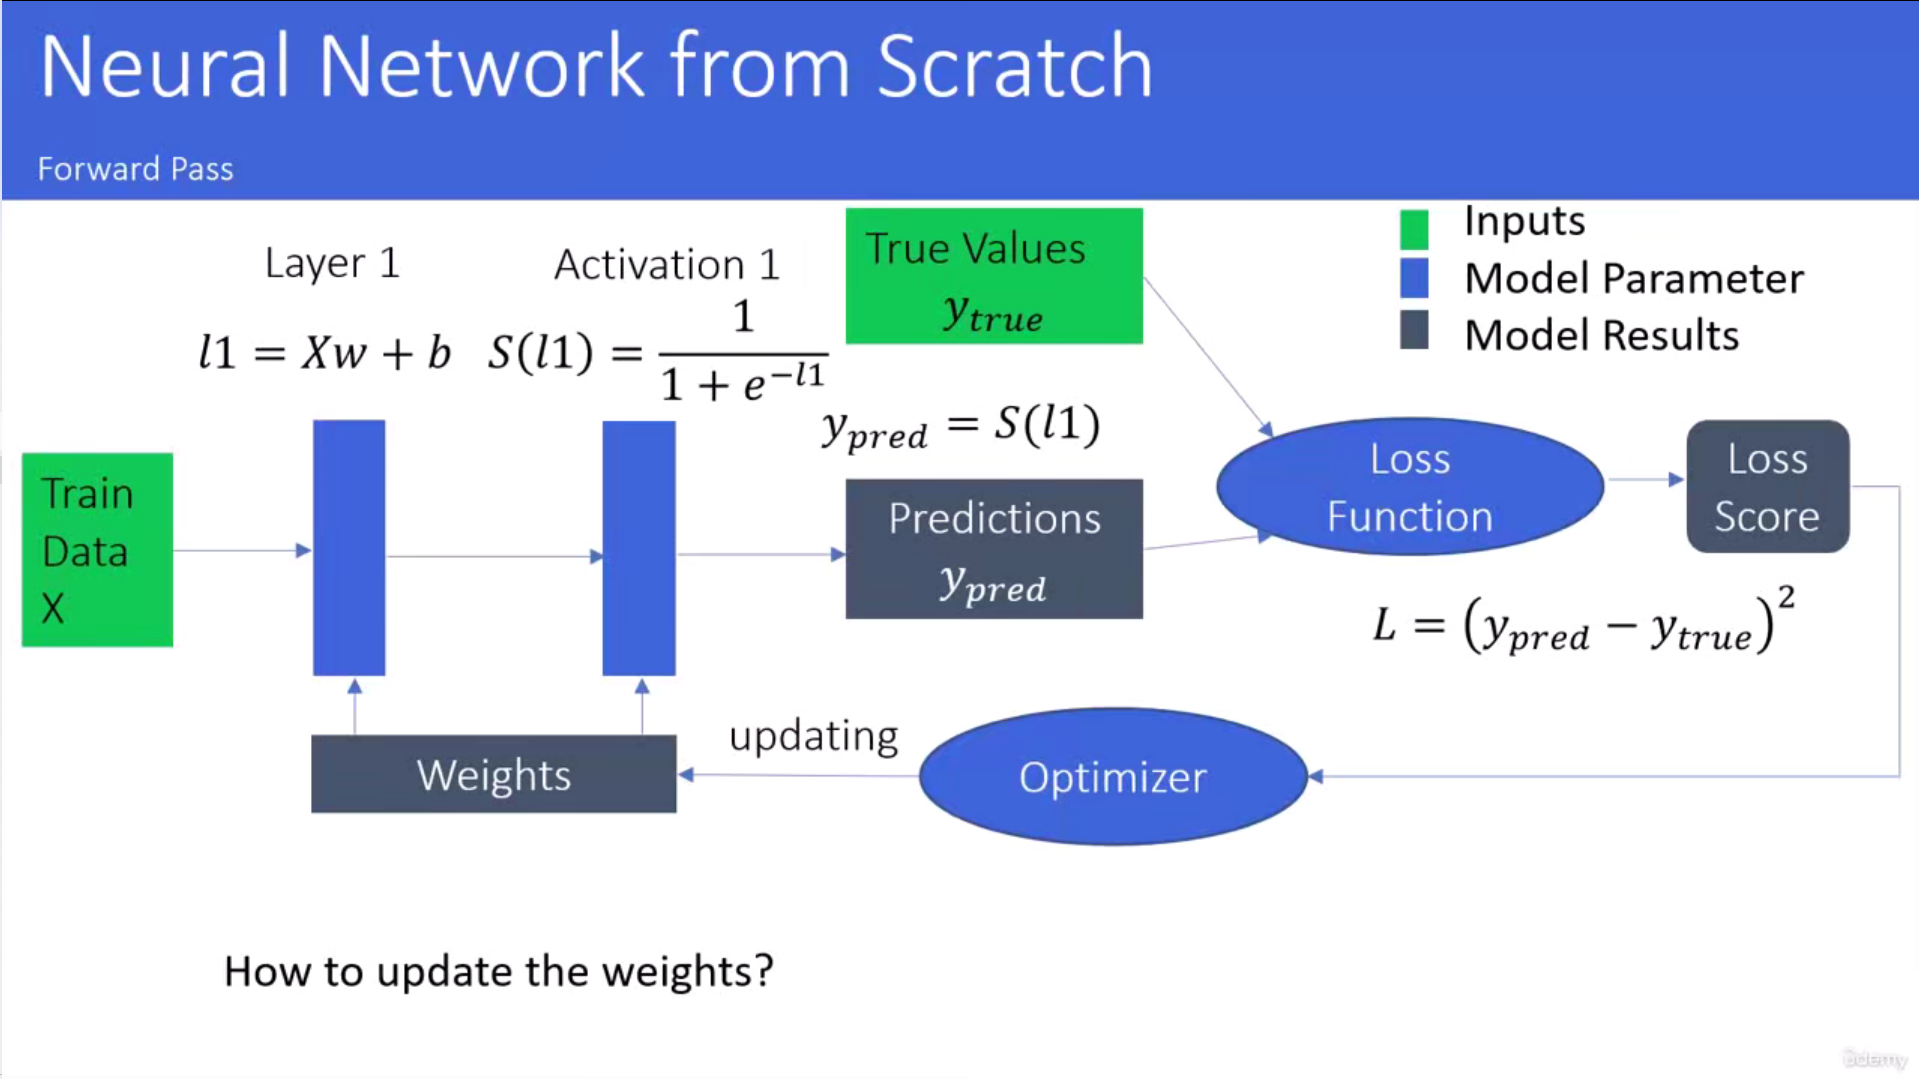 Neural Network from Scratch
Forward Pass
Layer 1
l1 = Xw + b
Activation 1
S(l1) = 1 / (1 + e^{-l1})
True Values
y_{true}
Inputs
Model Parameter
Model Results
y_{pred} = S(l1)
Train
Data
X
Predictions
y_{pred}
Loss
Function
Loss
Score
L = (y_{pred} − y_{true})^2
Weights
updating
Optimizer
How to update the weights?